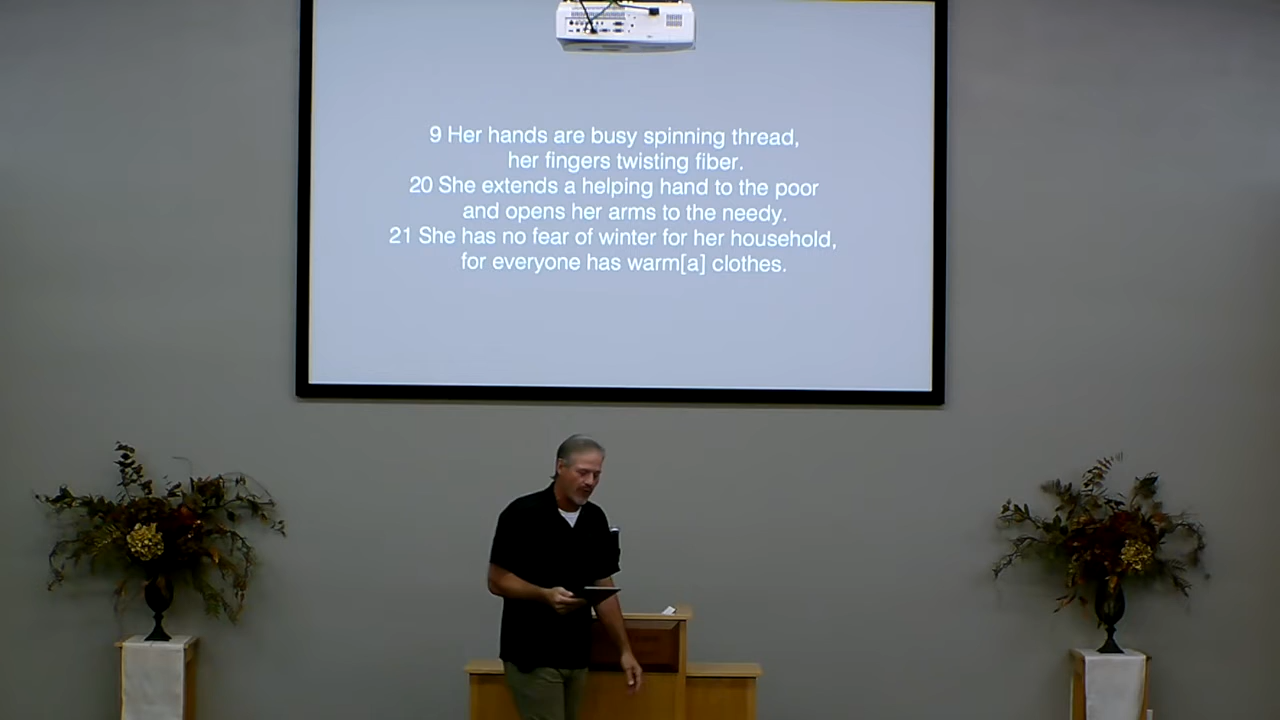 9 Her hands are busy spinning thread,
her fingers twisting fiber.
20 She extends a helping hand to the poor
and opens her arms to the needy.
21 She has no fear of winter for her household,
for everyone has warm[a] clothes.